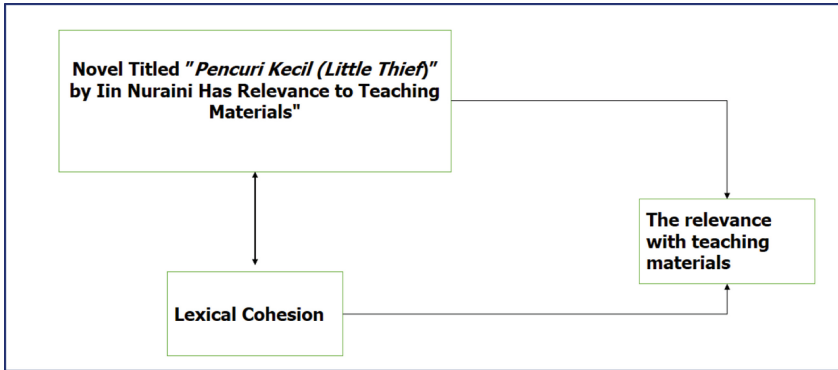 Novel Titled "Pencuri Kecil (Little Thief)"
by Iin Nuraini Has Relevance to Teaching
Materials"
The relevance
with teaching
materials
Lexical Cohesion